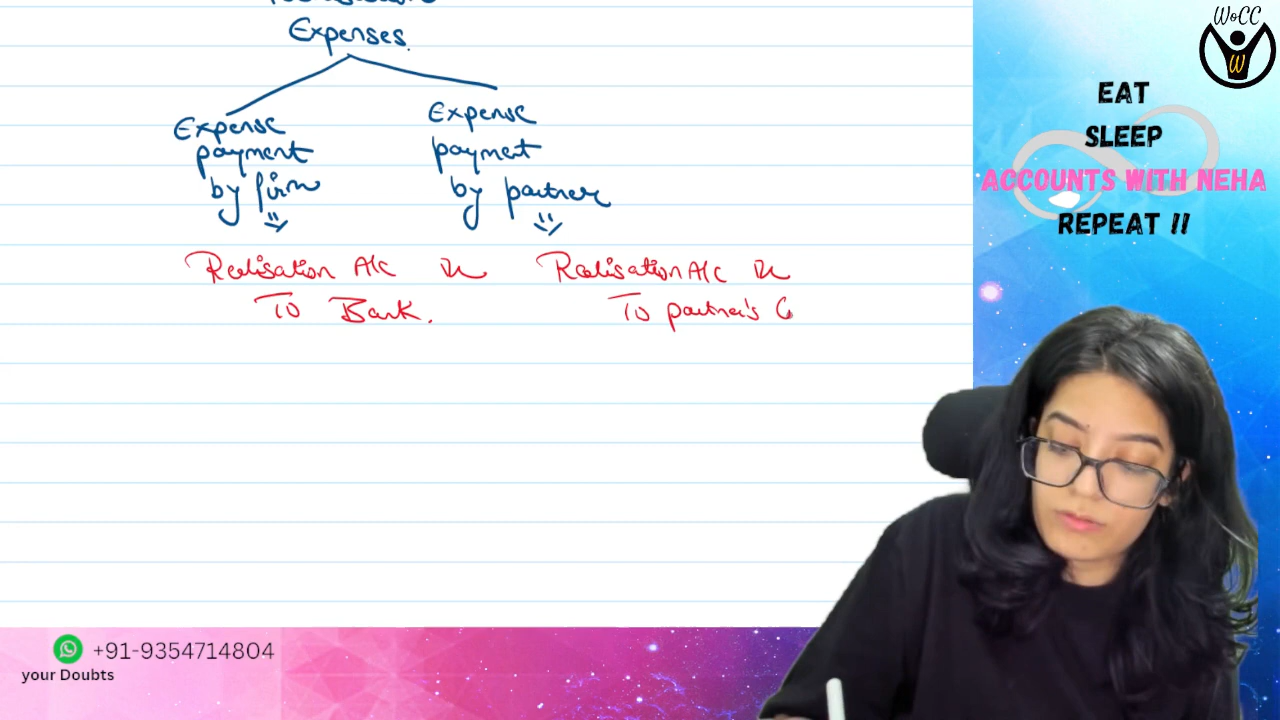 Expenses.
Expense
payment
by firm
Expense
payment
by partner
Realisation A/c Dr
To Bank.
Realisation A/c Dr
To partner's C
WoCC
W
EAT
SLEEP
ACCOUNTS WITH NEHA
REPEAT !!
+91-9354714804
your Doubts